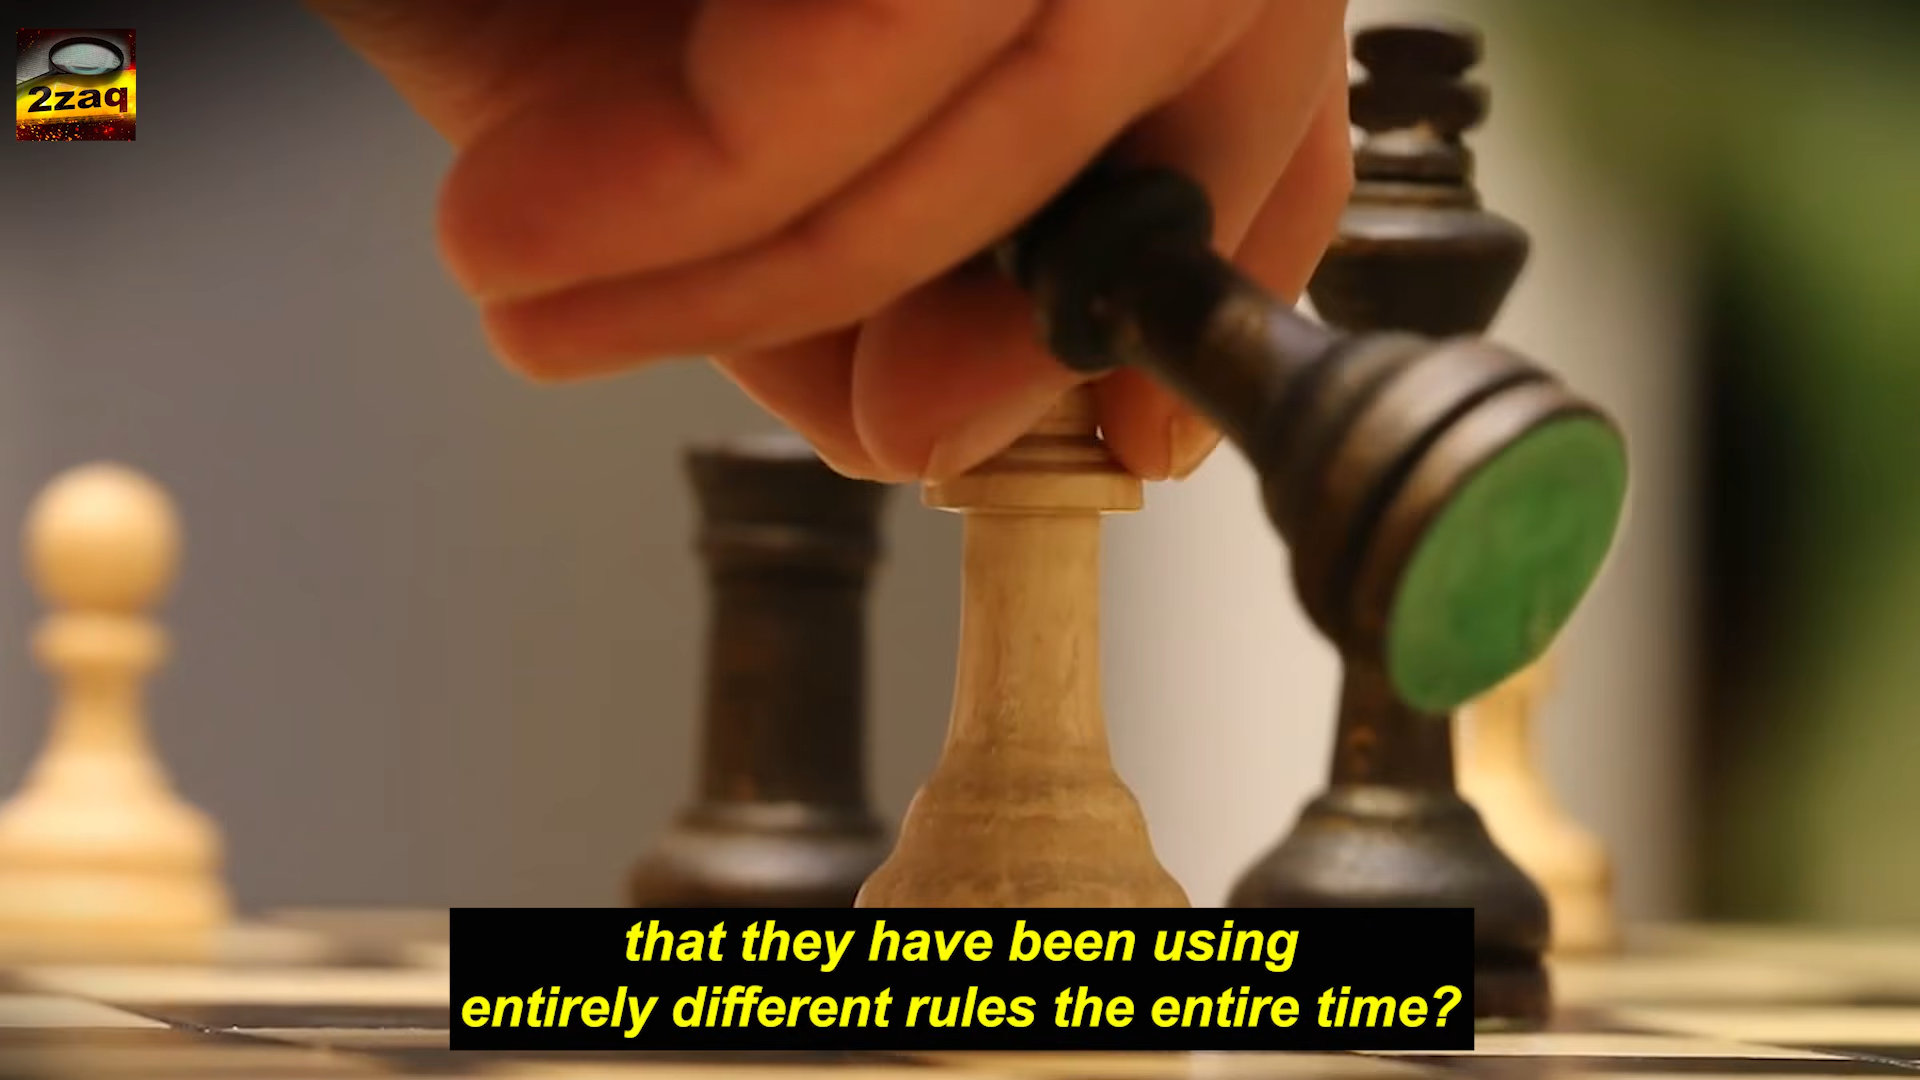 2zaq
that they have been using
entirely different rules the entire time?